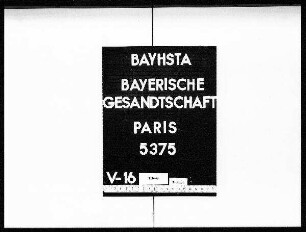 BAYHSTA
BAYERISCHE
GESANDTSCHAFT
PARIS
5375
V-16